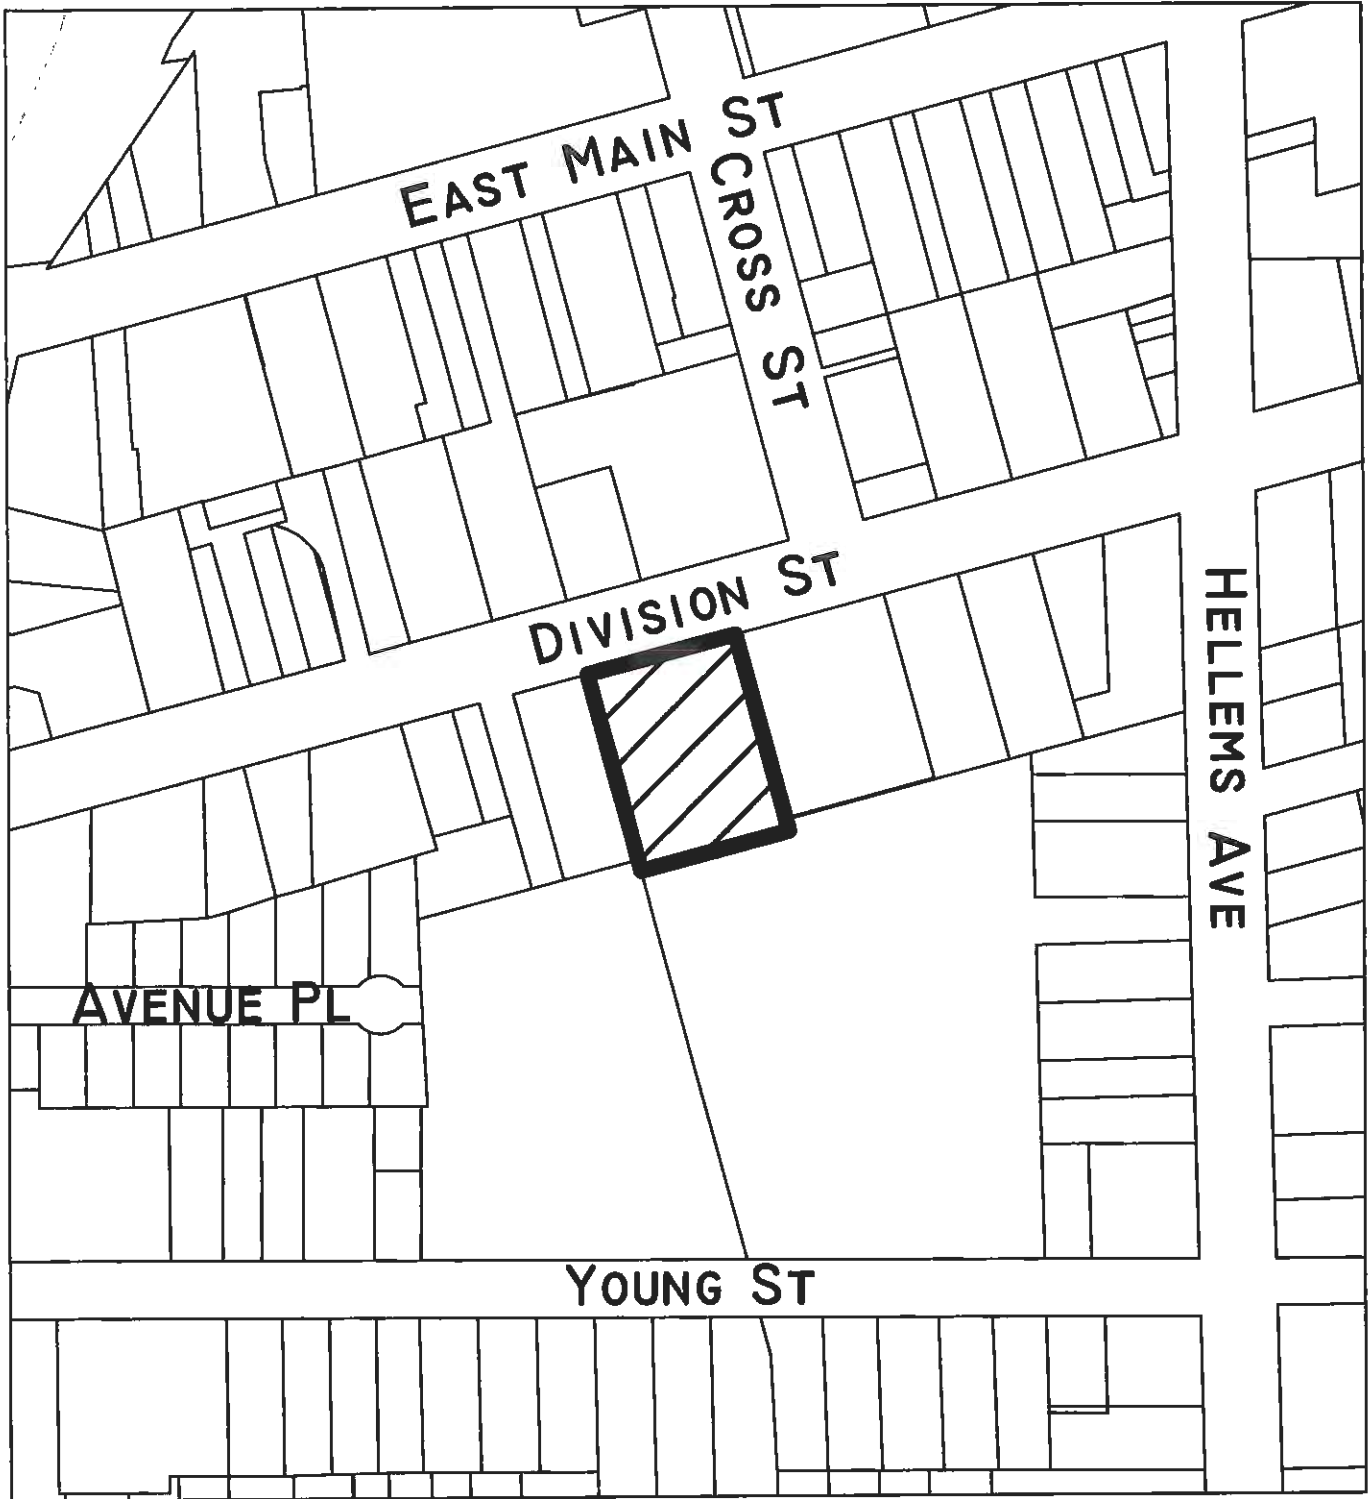 EAST MAIN ST
CROSS ST
DIVISION ST
HELLEMS AVE
AVENUE PL
YOUNG ST